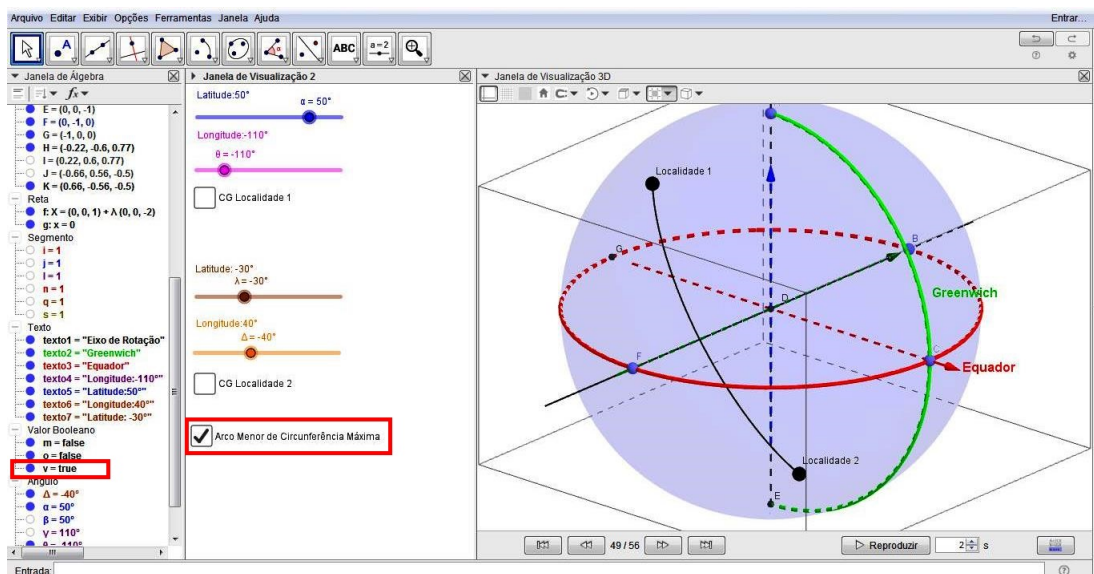 Arquivo Editar Exibir Opções Ferramentas Janela Ajuda
Entrar...
ABC
a=2
Janela de Álgebra
Janela de Visualização 2
Janela de Visualização 3D
E = (0, 0, -1)
F = (0, -1, 0)
G = (-1, 0, 0)
H = (-0.22, -0.6, 0.77)
I = (0.22, 0.6, 0.77)
J = (-0.66, 0.56, -0.5)
K = (0.66, -0.56, -0.5)
Reta
f: X = (0, 0, 1) + λ (0, 0, -2)
g: x = 0
Segmento
i = 1
j = 1
l = 1
n = 1
q = 1
s = 1
Texto
texto1 = "Eixo de Rotação"
texto2 = "Greenwich"
texto3 = "Equador"
texto4 = "Longitude:-110°"
texto5 = "Latitude:50°"
texto6 = "Longitude:40°"
texto7 = "Latitude: -30°"
Valor Booleano
m = false
o = false
v = true
Ângulo
Δ = -40°
α = 50°
β = 50°
γ = 110°
θ = -110°
Latitude:50°
α = 50°
Longitude:-110°
θ = -110°
CG Localidade 1
Latitude: -30°
λ = -30°
Longitude:40°
Δ = -40°
CG Localidade 2
Arco Menor de Circunferência Máxima
Localidade 1
G
B
D
Greenwich
F
C
Equador
Localidade 2
E
49 / 56
Reproduzir
2
s
Entrada: